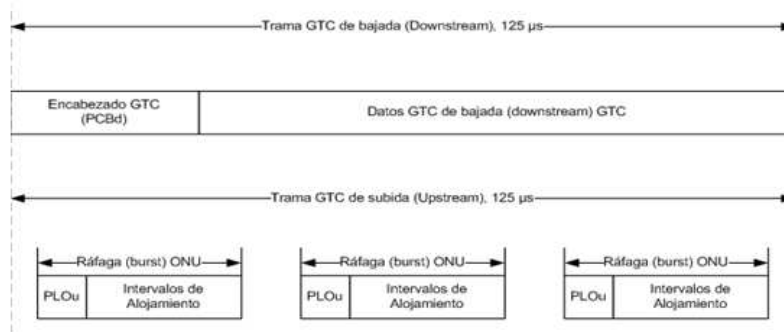 Trama GTC de bajada (Downstream), 125 µs
Encabezado GTC
(PCBd)
Datos GTC de bajada (downstream) GTC
Trama GTC de subida (Upstream), 125 µs
Ráfaga (burst) ONU
Ráfaga (burst) ONU
Ráfaga (burst) ONU
PLOu
Intervalos de
Alojamiento
PLOu
Intervalos de
Alojamiento
PLOu
Intervalos de
Alojamiento